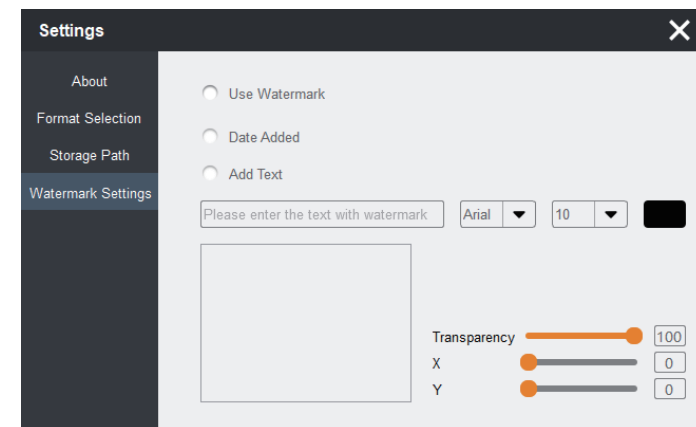 Settings
About
Format Selection
Storage Path
Watermark Settings
Use Watermark
Date Added
Add Text
Please enter the text with watermark
Arial
10
Transparency
100
X
0
Y
0